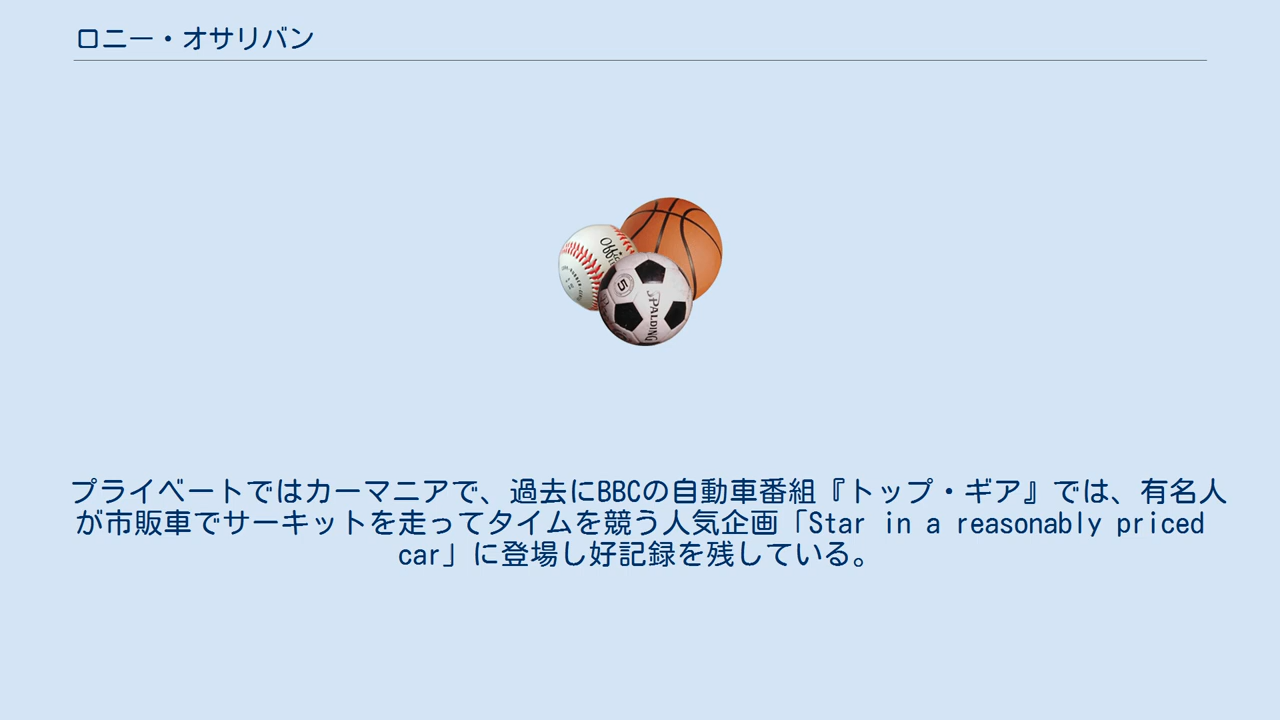 ロニー・オサリバン
Offic
5
SPALDING
プライベートではカーマニアで、過去にBBCの自動車番組『トップ・ギア』では、有名人
が市販車でサーキットを走ってタイムを競う人気企画「Star in a reasonably priced
car」に登場し好記録を残している。